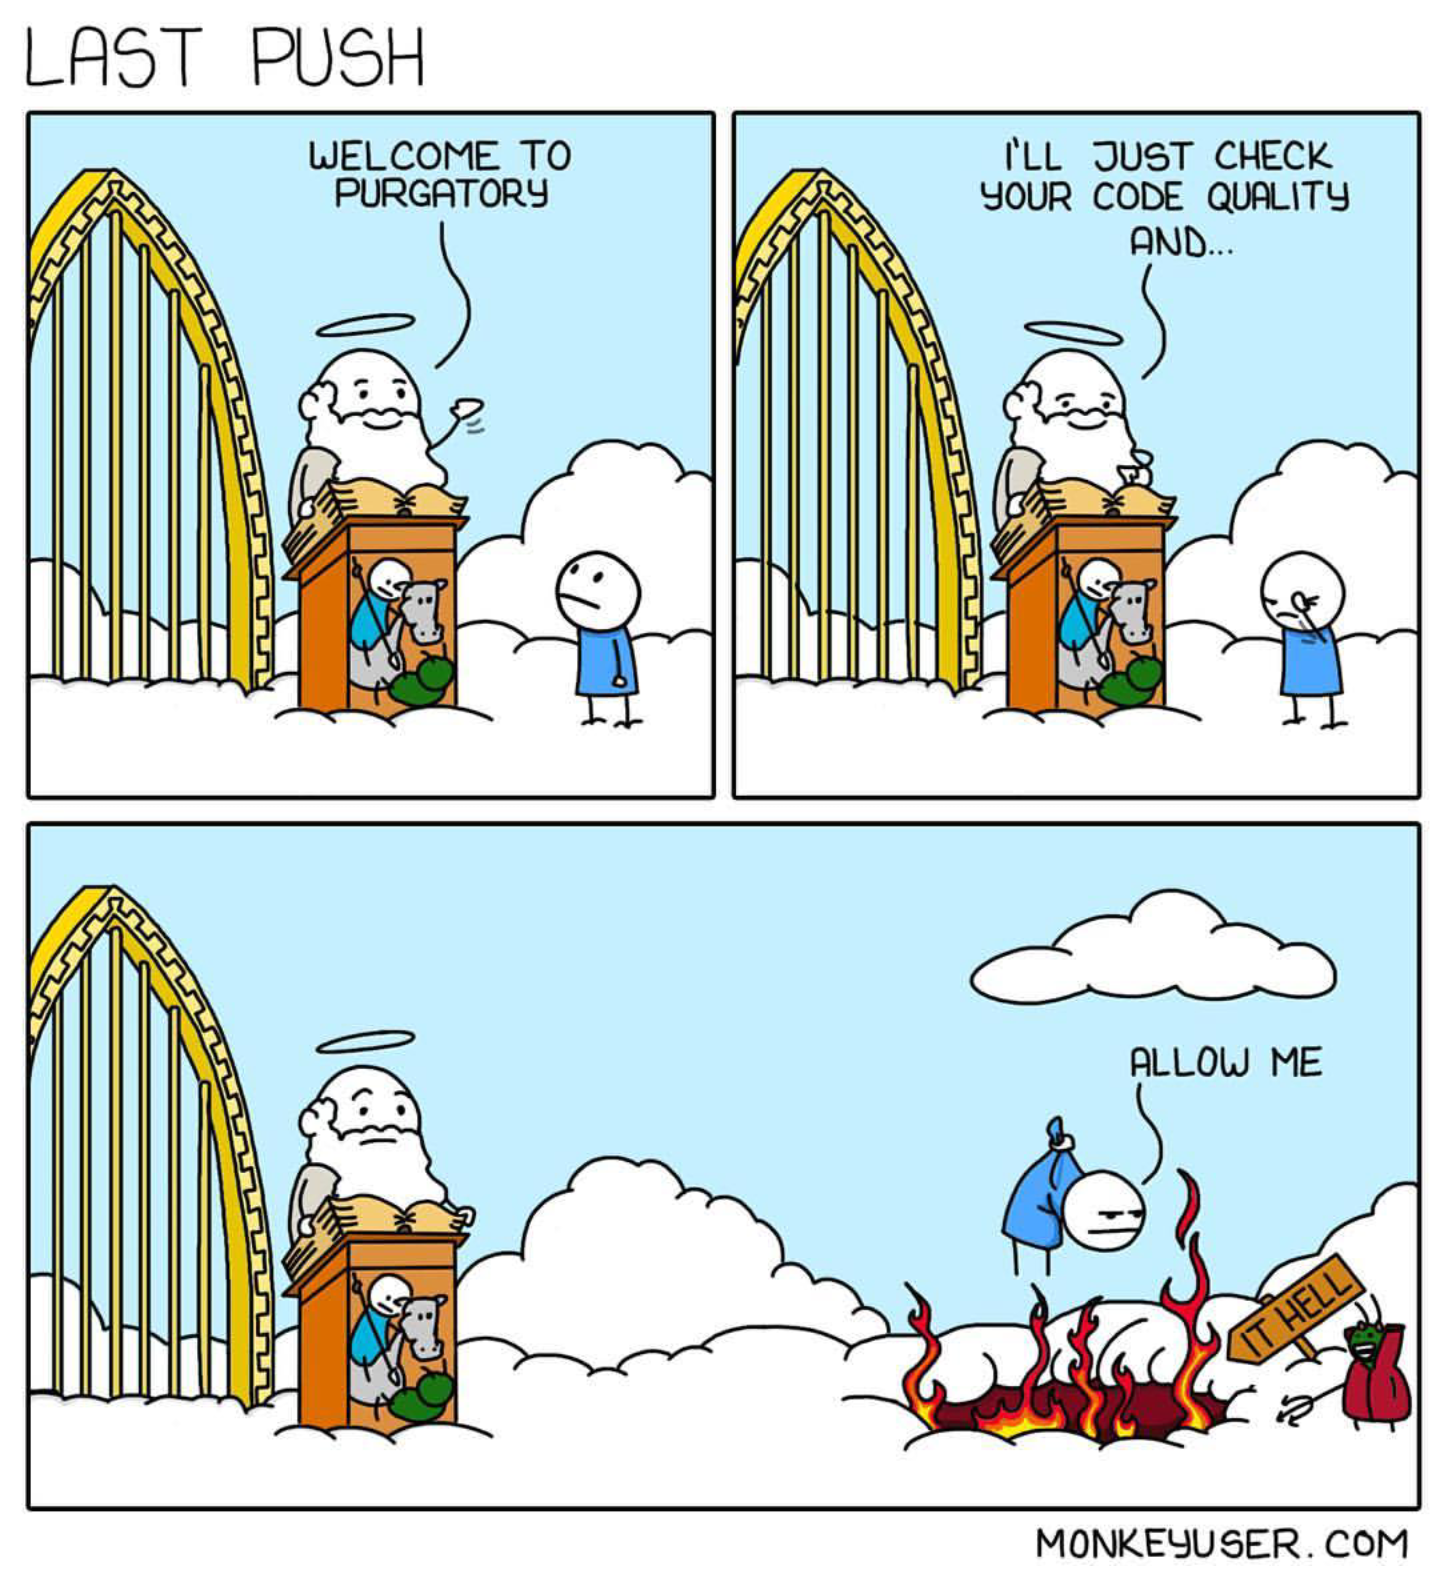 LAST PUSH
WELCOME TO
PURGATORY
I'LL JUST CHECK
YOUR CODE QUALITY
AND...
ALLOW ME
IT HELL
MONKEYUSER.COM